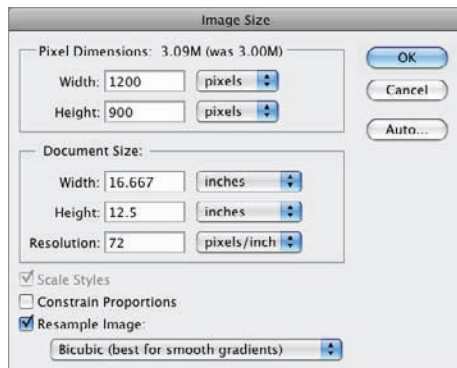 Image Size
Pixel Dimensions: 3.09M (was 3.00M)
Width: 1200 pixels
Height: 900 pixels
OK
Cancel
Auto...
Document Size:
Width: 16.667 inches
Height: 12.5 inches
Resolution: 72 pixels/inch
Scale Styles
Constrain Proportions
Resample Image:
Bicubic (best for smooth gradients)